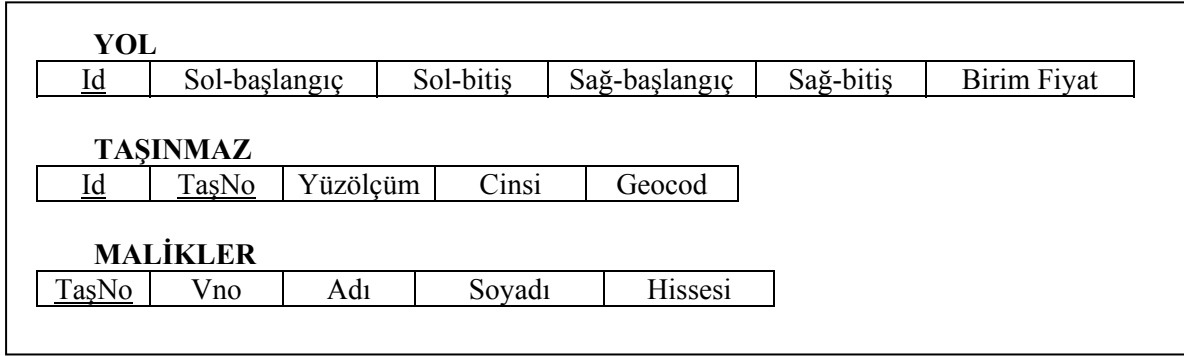 YOL
Id Sol-başlangıç Sol-bitiş Sağ-başlangıç Sağ-bitiş Birim Fiyat
TAŞINMAZ
Id TaşNo Yüzölçüm Cinsi Geocod
MALİKLER
TaşNo Vno Adı Soyadı Hissesi